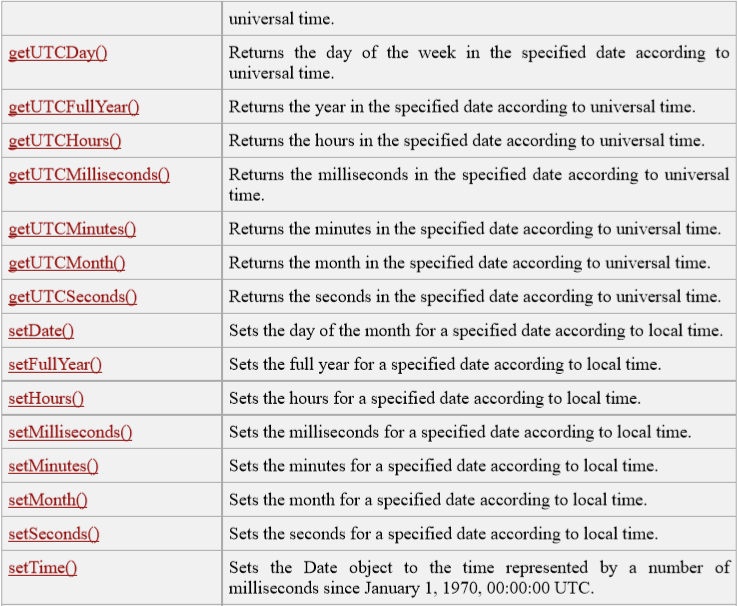 universal time.
getUTCDay() Returns the day of the week in the specified date according to
universal time.
getUTCFullYear() Returns the year in the specified date according to universal time.
getUTCHours() Returns the hours in the specified date according to universal time.
getUTCMilliseconds() Returns the milliseconds in the specified date according to universal
time.
getUTCMinutes() Returns the minutes in the specified date according to universal time.
getUTCMonth() Returns the month in the specified date according to universal time.
getUTCSeconds() Returns the seconds in the specified date according to universal time.
setDate() Sets the day of the month for a specified date according to local time.
setFullYear() Sets the full year for a specified date according to local time.
setHours() Sets the hours for a specified date according to local time.
setMilliseconds() Sets the milliseconds for a specified date according to local time.
setMinutes() Sets the minutes for a specified date according to local time.
setMonth() Sets the month for a specified date according to local time.
setSeconds() Sets the seconds for a specified date according to local time.
setTime() Sets the Date object to the time represented by a number of
milliseconds since January 1, 1970, 00:00:00 UTC.